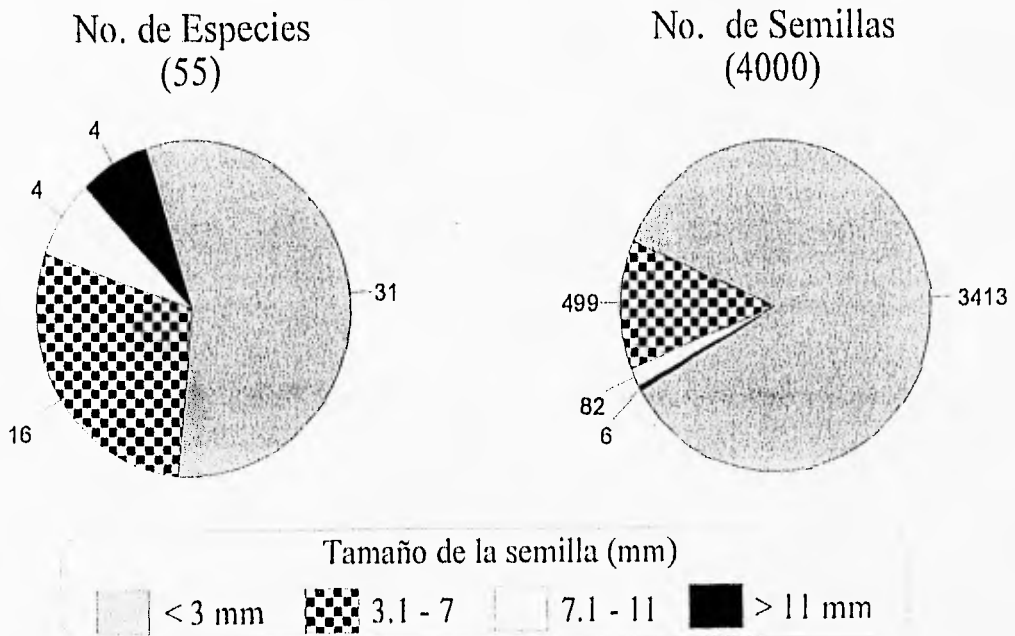 No. de Especies
(55)
4
4
31
16
No. de Semillas
(4000)
3413
499
82
6
Tamaño de la semilla (mm)
< 3 mm
3.1 - 7
7.1 - 11
> 11 mm